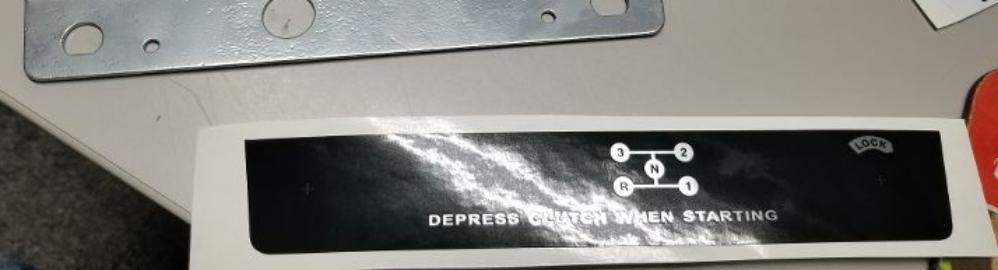 LOCK
3 2
N
R 1
DEPRESS CLUTCH WHEN STARTING